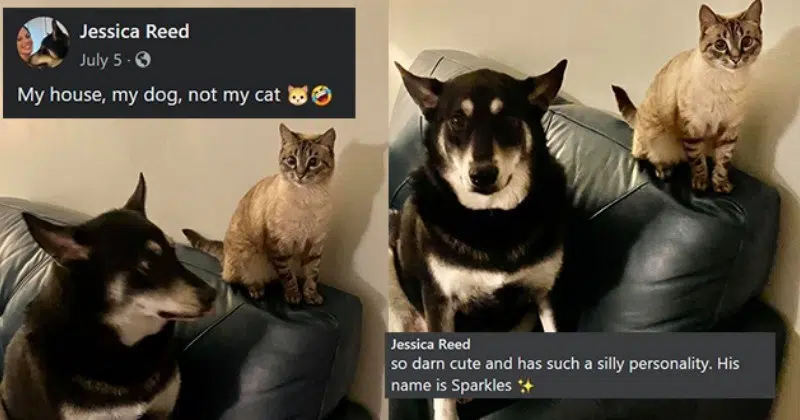 Jessica Reed
July 5 ·
My house, my dog, not my cat 🐱🤣
Jessica Reed
so darn cute and has such a silly personality. His
name is Sparkles ✨